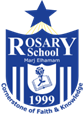 ROSARY
School
Marj Elhamam
1999
Cornerstone of Faith & Knowledge